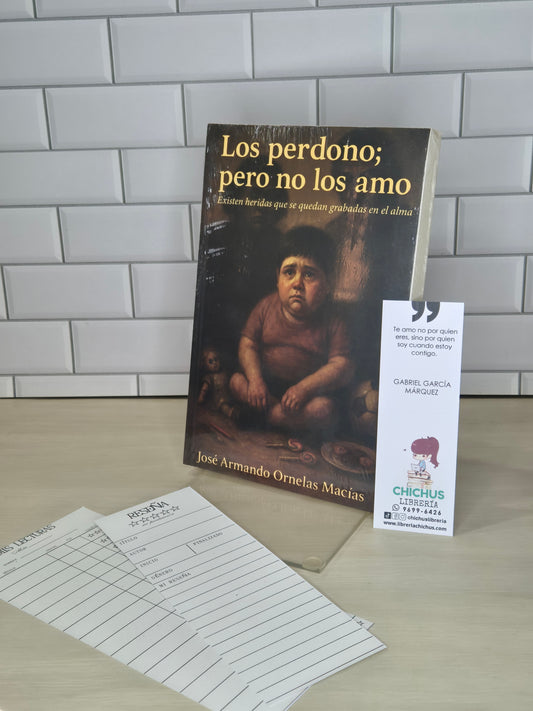 Los perdono;
pero no los amo
Existen heridas que se quedan grabadas en el alma
José Armando Ornelas Macías
”
Te amo no por quien
eres, sino por quien
soy cuando estoy
contigo.
GABRIEL GARCÍA
MÁRQUEZ
CHICHUS
LIBRERÍA
9699-6426
@chichuslibreria
www.libreriachichus.com
MIS LECTURAS
RESEÑA
TÍTULO
AUTOR
INICIO
FINALIZADO
GÉNERO
MI RESEÑA